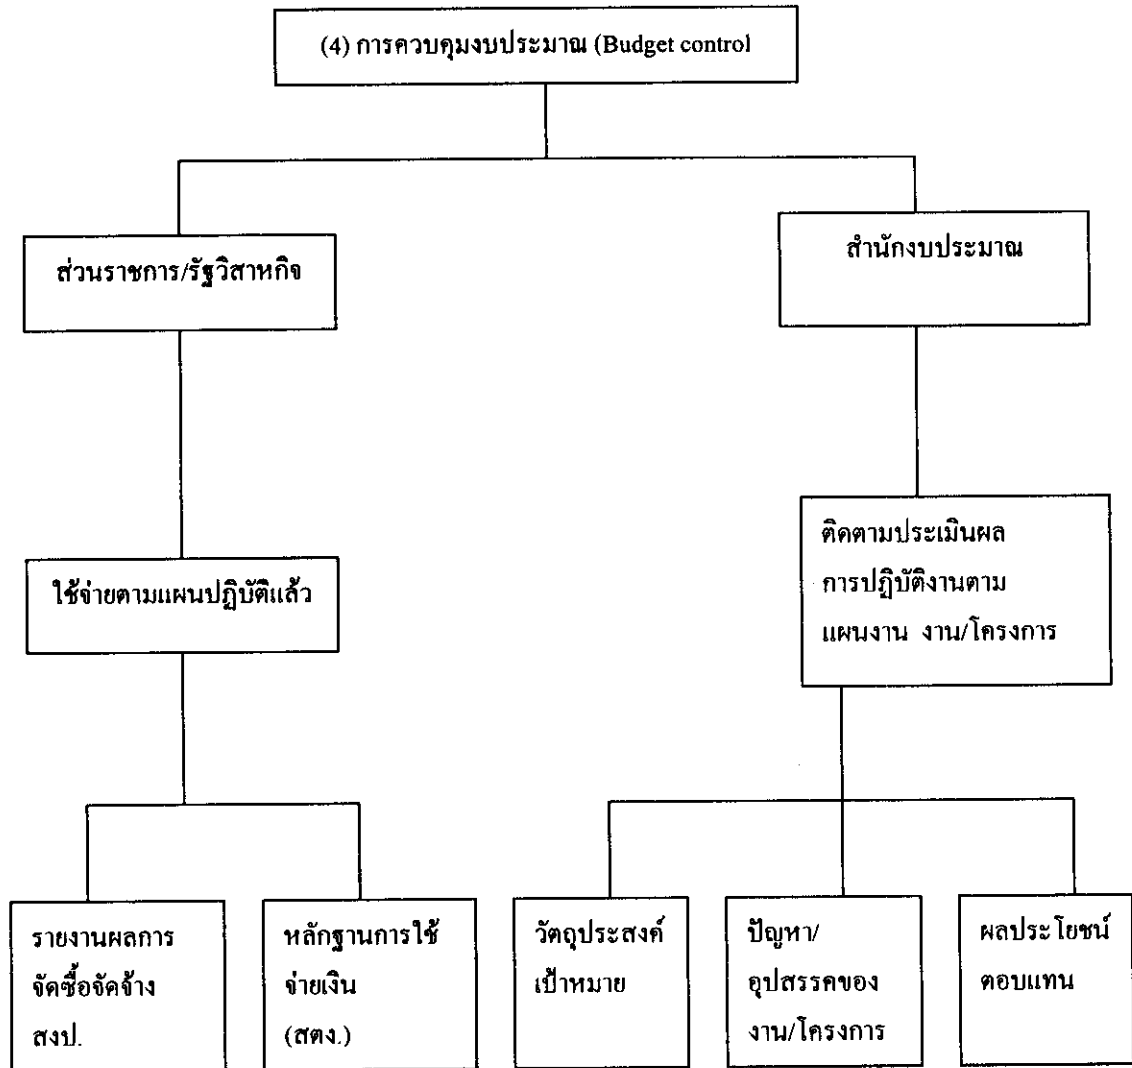 (4) การควบคุมงบประมาณ (Budget control
ส่วนราชการ/รัฐวิสาหกิจ
สำนักงบประมาณ
ใช้จ่ายตามแผนปฏิบัติแล้ว
ติดตามประเมินผล
การปฏิบัติงานตาม
แผนงาน งาน/โครงการ
รายงานผลการ
จัดซื้อจัดจ้าง
สงป.
หลักฐานการใช้
จ่ายเงิน
(สตง.)
วัตถุประสงค์
เป้าหมาย
ปัญหา/
อุปสรรคของ
งาน/โครงการ
ผลประโยชน์
ตอบแทน